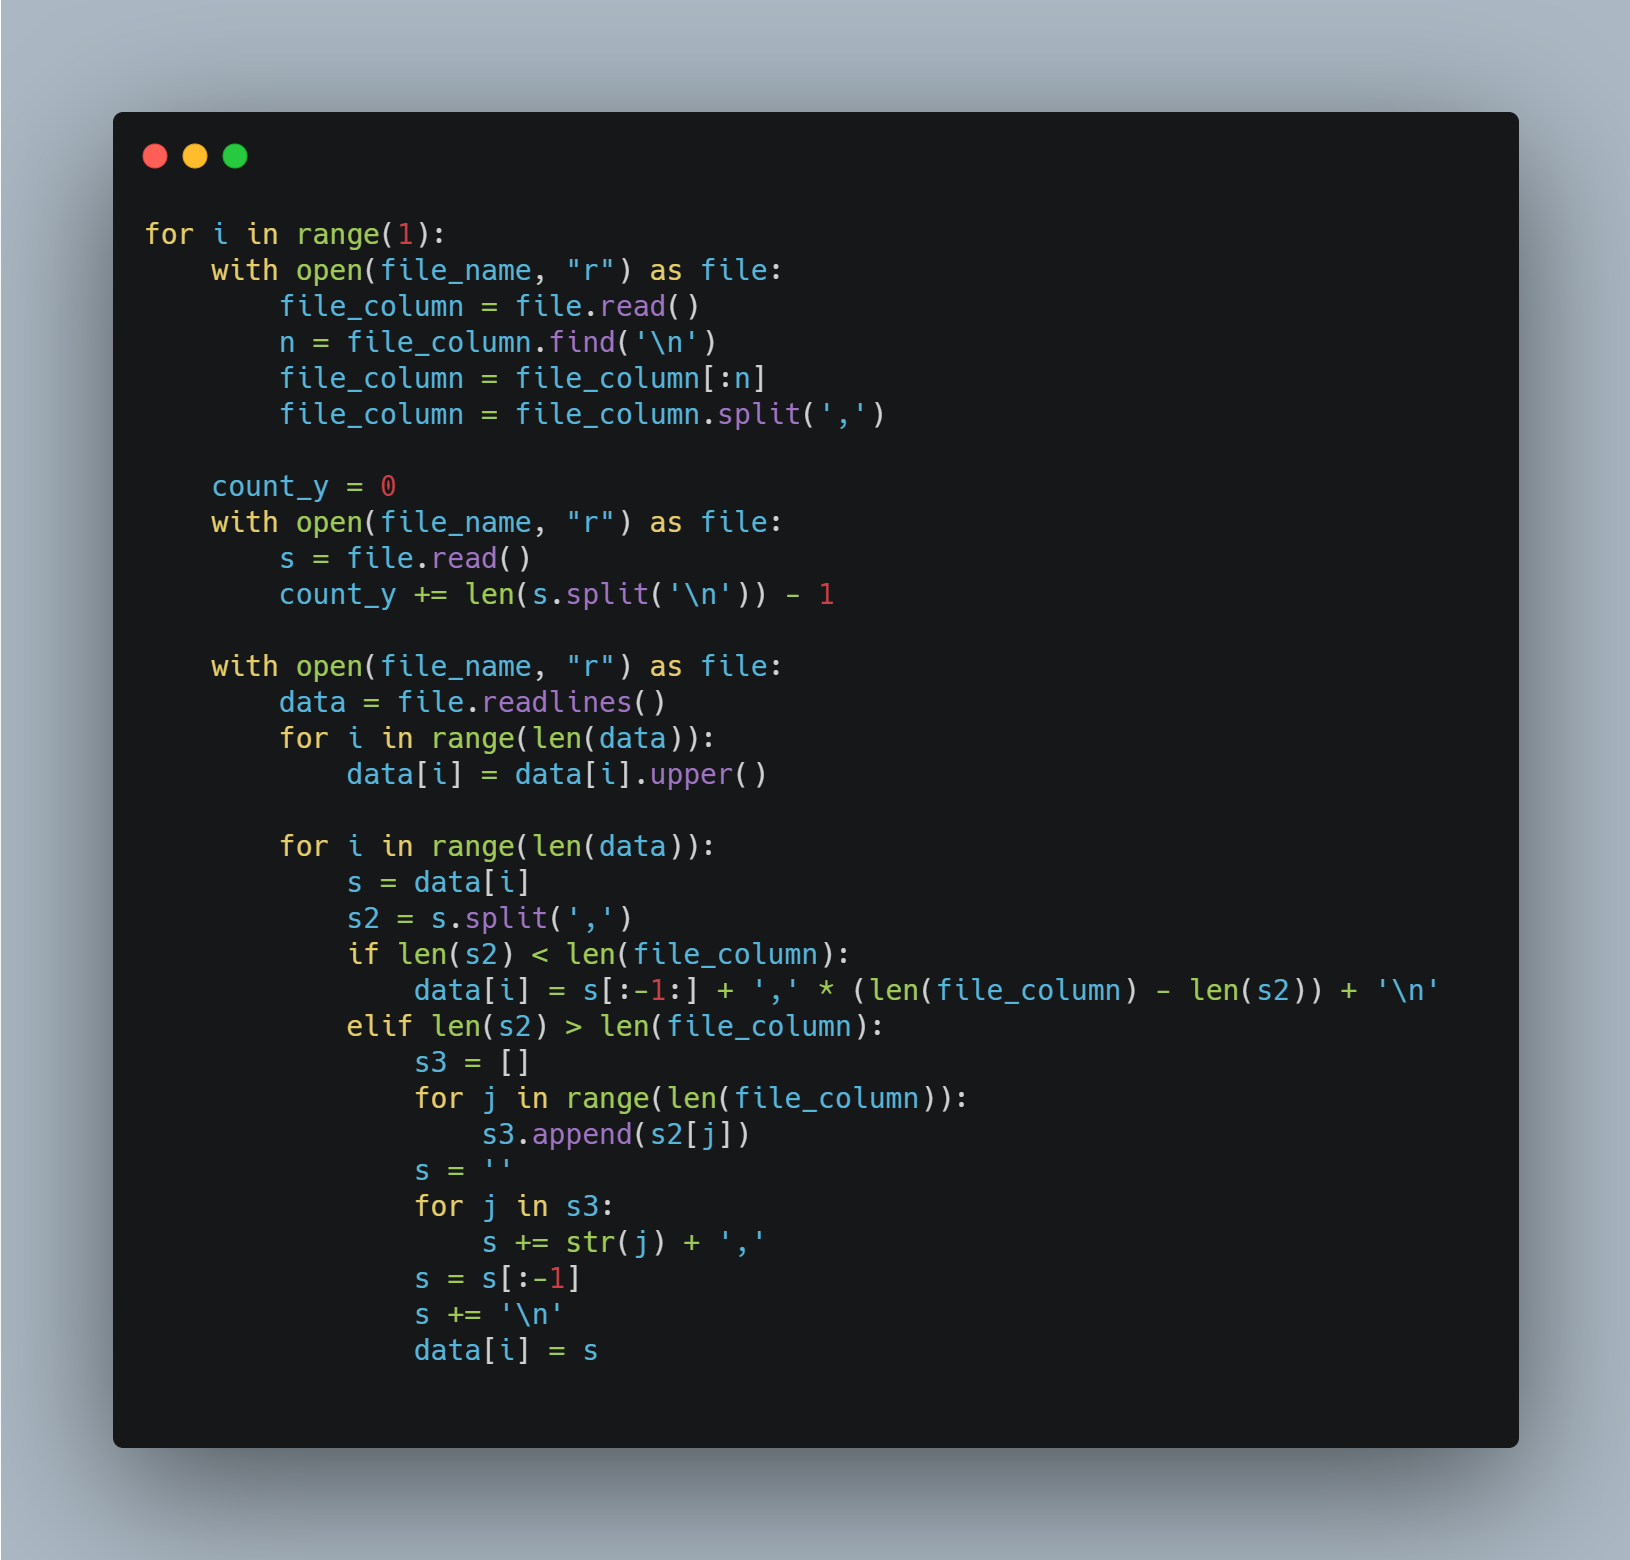 for i in range(1):
    with open(file_name, "r") as file:
        file_column = file.read()
        n = file_column.find('\n')
        file_column = file_column[:n]
        file_column = file_column.split(',')

    count_y = 0
    with open(file_name, "r") as file:
        s = file.read()
        count_y += len(s.split('\n')) - 1

    with open(file_name, "r") as file:
        data = file.readlines()
        for i in range(len(data)):
            data[i] = data[i].upper()

        for i in range(len(data)):
            s = data[i]
            s2 = s.split(',')
            if len(s2) < len(file_column):
                data[i] = s[:-1:] + ',' * (len(file_column) - len(s2)) + '\n'
            elif len(s2) > len(file_column):
                s3 = []
                for j in range(len(file_column)):
                    s3.append(s2[j])
                s = ''
                for j in s3:
                    s += str(j) + ','
                s = s[:-1]
                s += '\n'
                data[i] = s